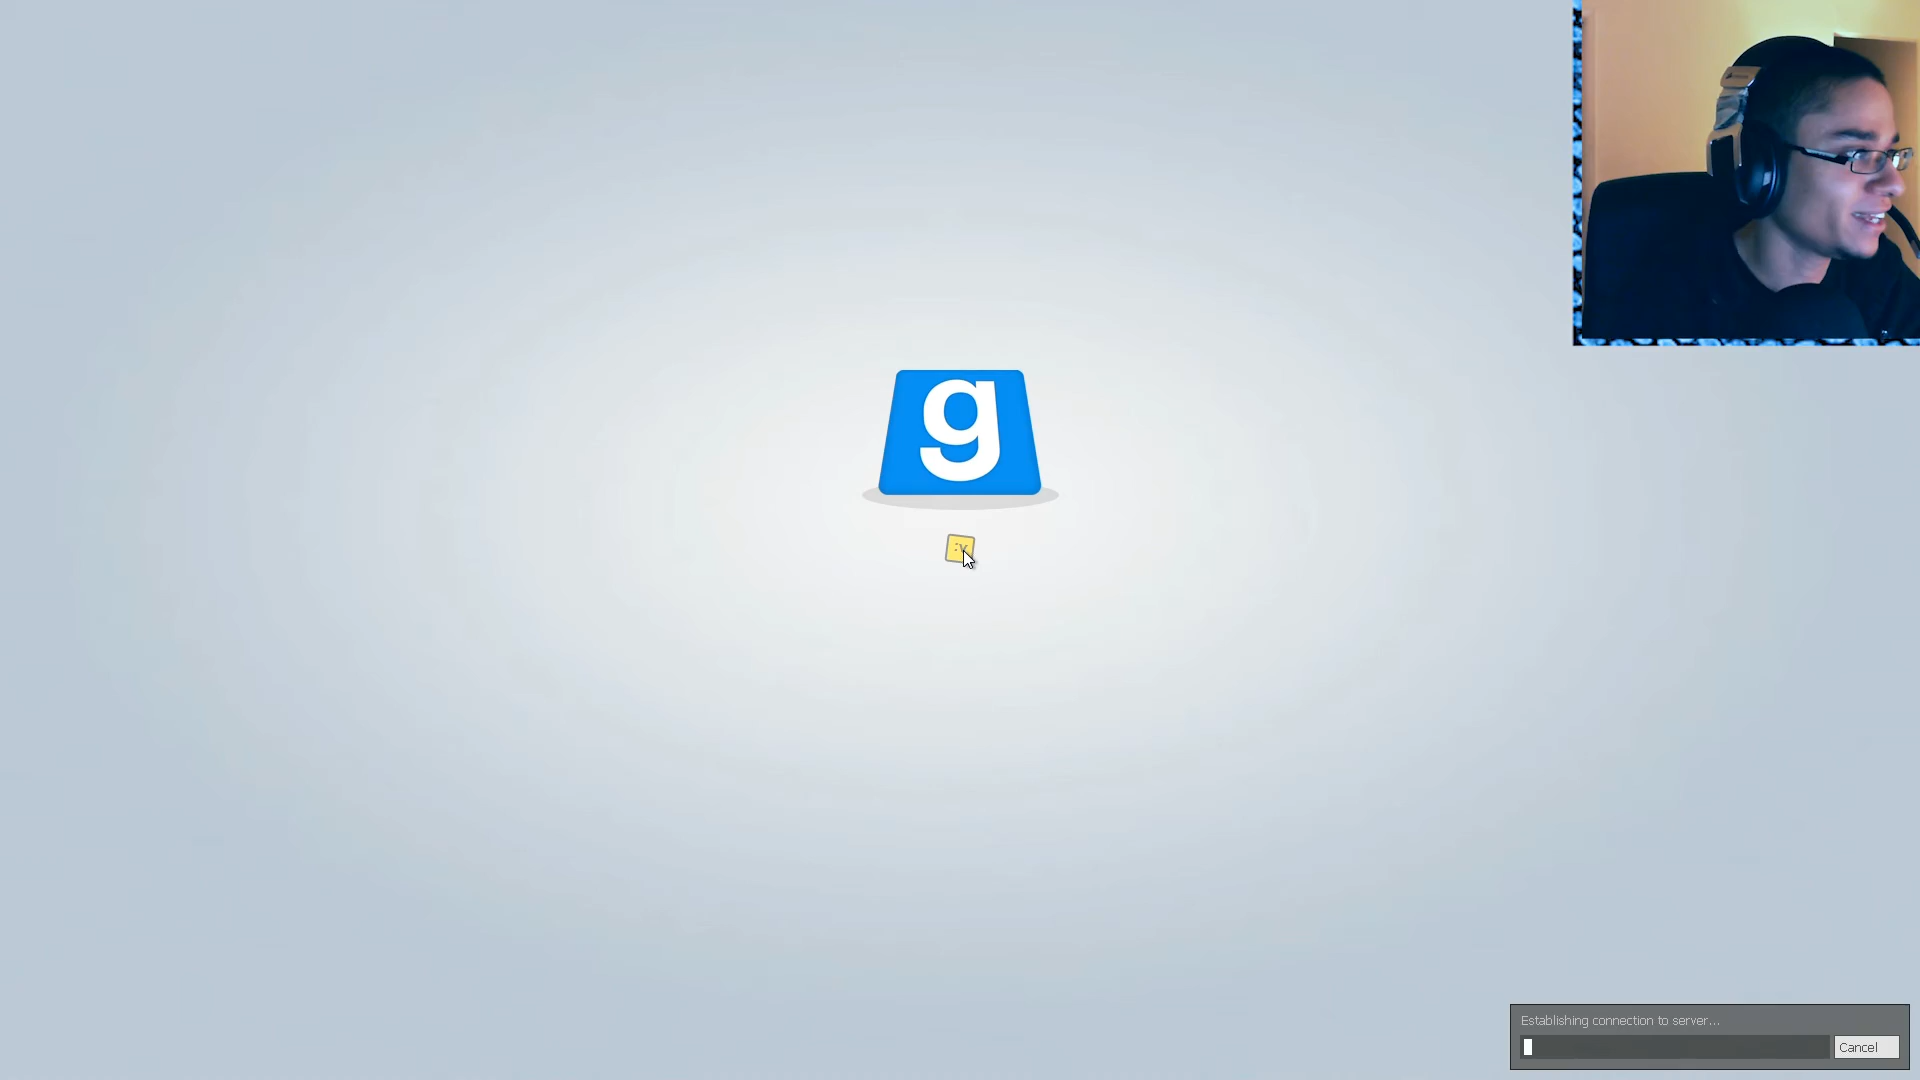 g
:v
Establishing connection to server...
Cancel